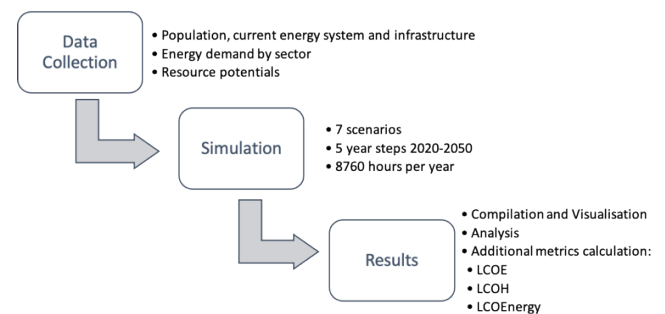 Data
Collection
• Population, current energy system and infrastructure
• Energy demand by sector
• Resource potentials
Simulation
• 7 scenarios
• 5 year steps 2020-2050
• 8760 hours per year
Results
• Compilation and Visualisation
• Analysis
• Additional metrics calculation:
• LCOE
• LCOH
• LCOEnergy